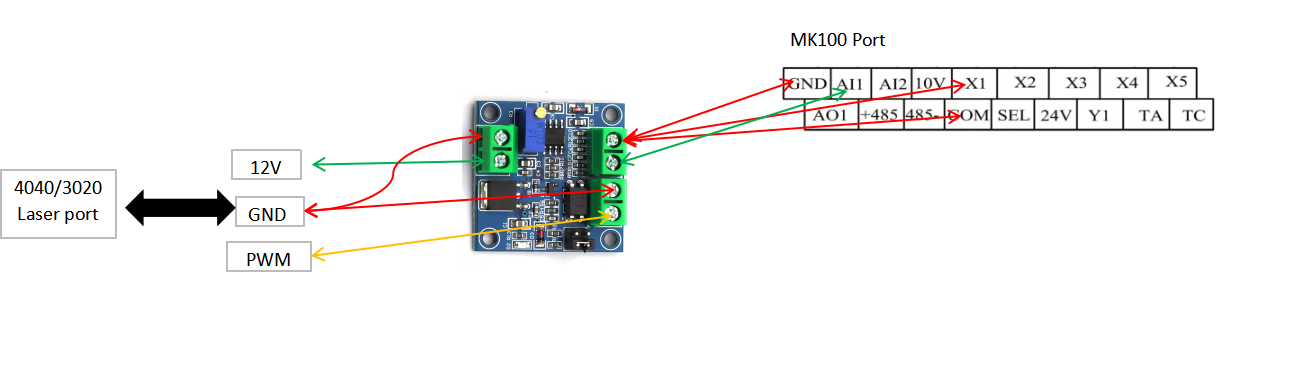 MK100 Port
GND AI1 AI2 10V X1 X2 X3 X4 X5
AO1 +485 485- COM SEL 24V Y1 TA TC
12V
4040/3020
Laser port
GND
PWM